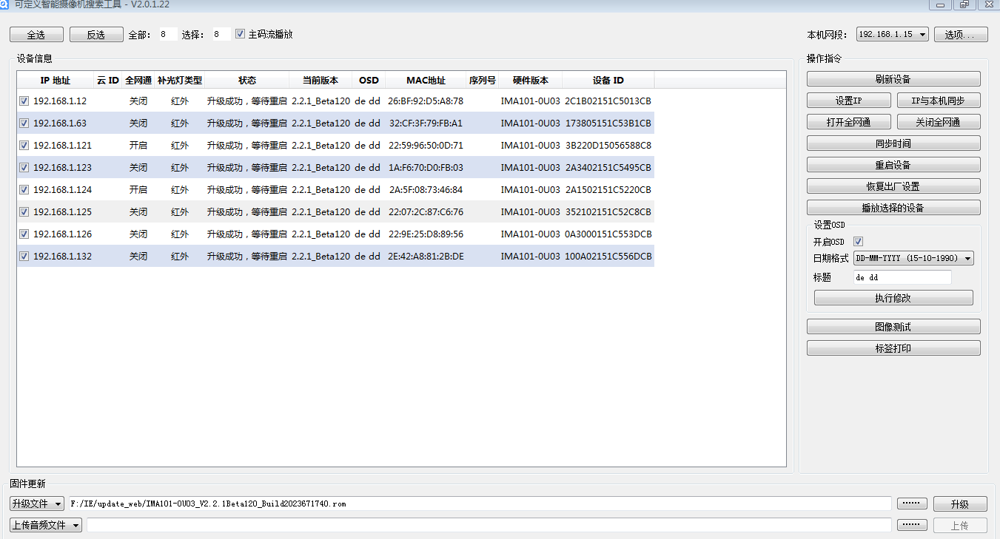 可定义智能摄像机搜索工具 - V2.0.1.22
全选 反选 全部: 8 选择: 8 主码流播放 本机网段: 192.168.1.15 选项...
设备信息 操作指令
IP 地址 云 ID 全网通 补光灯类型 状态 当前版本 OSD MAC地址 序列号 硬件版本 设备 ID
192.168.1.12 关闭 红外 升级成功，等待重启 2.2.1_Beta120 de dd 26:BF:92:D5:A8:78 IMA101-0U03 2C1B02151C5013CB
192.168.1.63 关闭 红外 升级成功，等待重启 2.2.1_Beta120 de dd 32:CF:3F:79:FB:A1 IMA101-0U03 173805151C53B1CB
192.168.1.121 开启 红外 升级成功，等待重启 2.2.1_Beta120 de dd 22:59:96:50:0D:71 IMA101-0U03 3B220D15056588C8
192.168.1.123 关闭 红外 升级成功，等待重启 2.2.1_Beta120 de dd 1A:F6:70:D0:FB:03 IMA101-0U03 2A3402151C5495CB
192.168.1.124 开启 红外 升级成功，等待重启 2.2.1_Beta120 de dd 2A:5F:08:73:46:84 IMA101-0U03 2A1502151C5220CB
192.168.1.125 关闭 红外 升级成功，等待重启 2.2.1_Beta120 de dd 22:07:2C:87:C6:76 IMA101-0U03 352102151C52C8CB
192.168.1.126 关闭 红外 升级成功，等待重启 2.2.1_Beta120 de dd 22:9E:25:D8:89:56 IMA101-0U03 0A3000151C553DCB
192.168.1.132 关闭 红外 升级成功，等待重启 2.2.1_Beta120 de dd 2E:42:A8:81:2B:DE IMA101-0U03 100A02151C556DCB
刷新设备
设置IP IP与本机同步
打开全网通 关闭全网通
同步时间
重启设备
恢复出厂设置
播放选择的设备
设置OSD
开启OSD
日期格式 DD-MM-YYYY (15-10-1990)
标题 de dd
执行修改
图像测试
标签打印
固件更新
升级文件 F:/IE/update_web/IMA101-0U03_V2.2.1Beta120_Build2023671740.rom ...... 升级
上传音频文件 ...... 上传